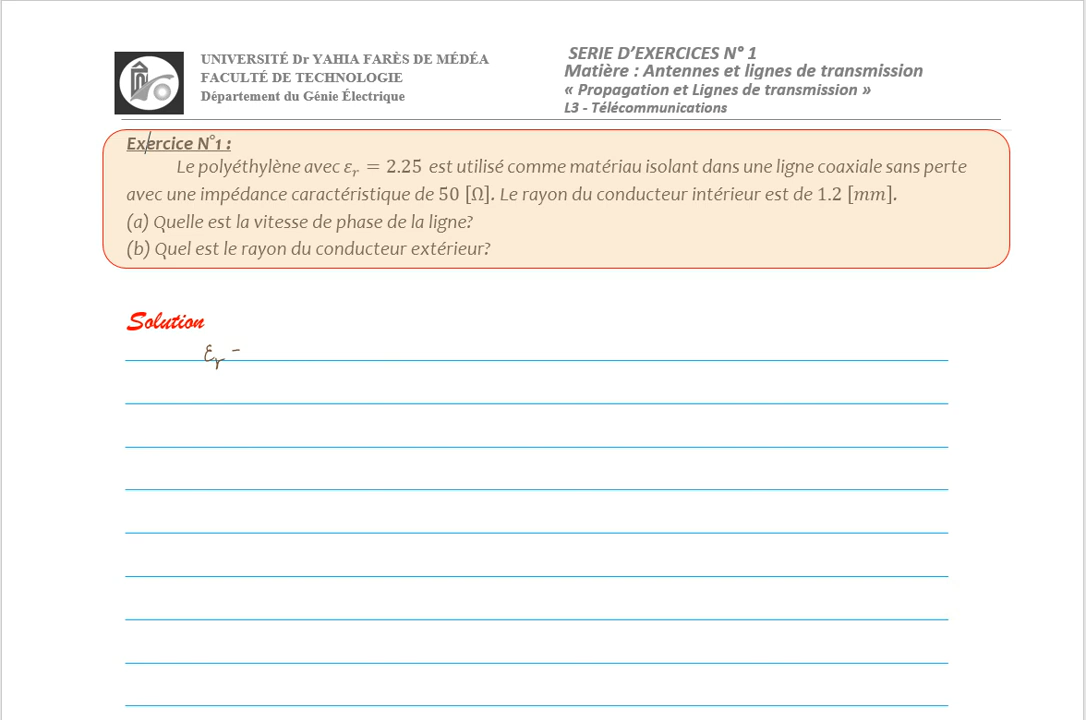 UNIVERSITÉ Dr YAHIA FARÈS DE MÉDÉA
FACULTÉ DE TECHNOLOGIE
Département du Génie Électrique
SERIE D'EXERCICES N° 1
Matière : Antennes et lignes de transmission
« Propagation et Lignes de transmission »
L3 - Télécommunications
Exercice N°1 :
Le polyéthylène avec εr = 2.25 est utilisé comme matériau isolant dans une ligne coaxiale sans perte
avec une impédance caractéristique de 50 [Ω]. Le rayon du conducteur intérieur est de 1.2 [mm].
(a) Quelle est la vitesse de phase de la ligne?
(b) Quel est le rayon du conducteur extérieur?
Solution
εr -